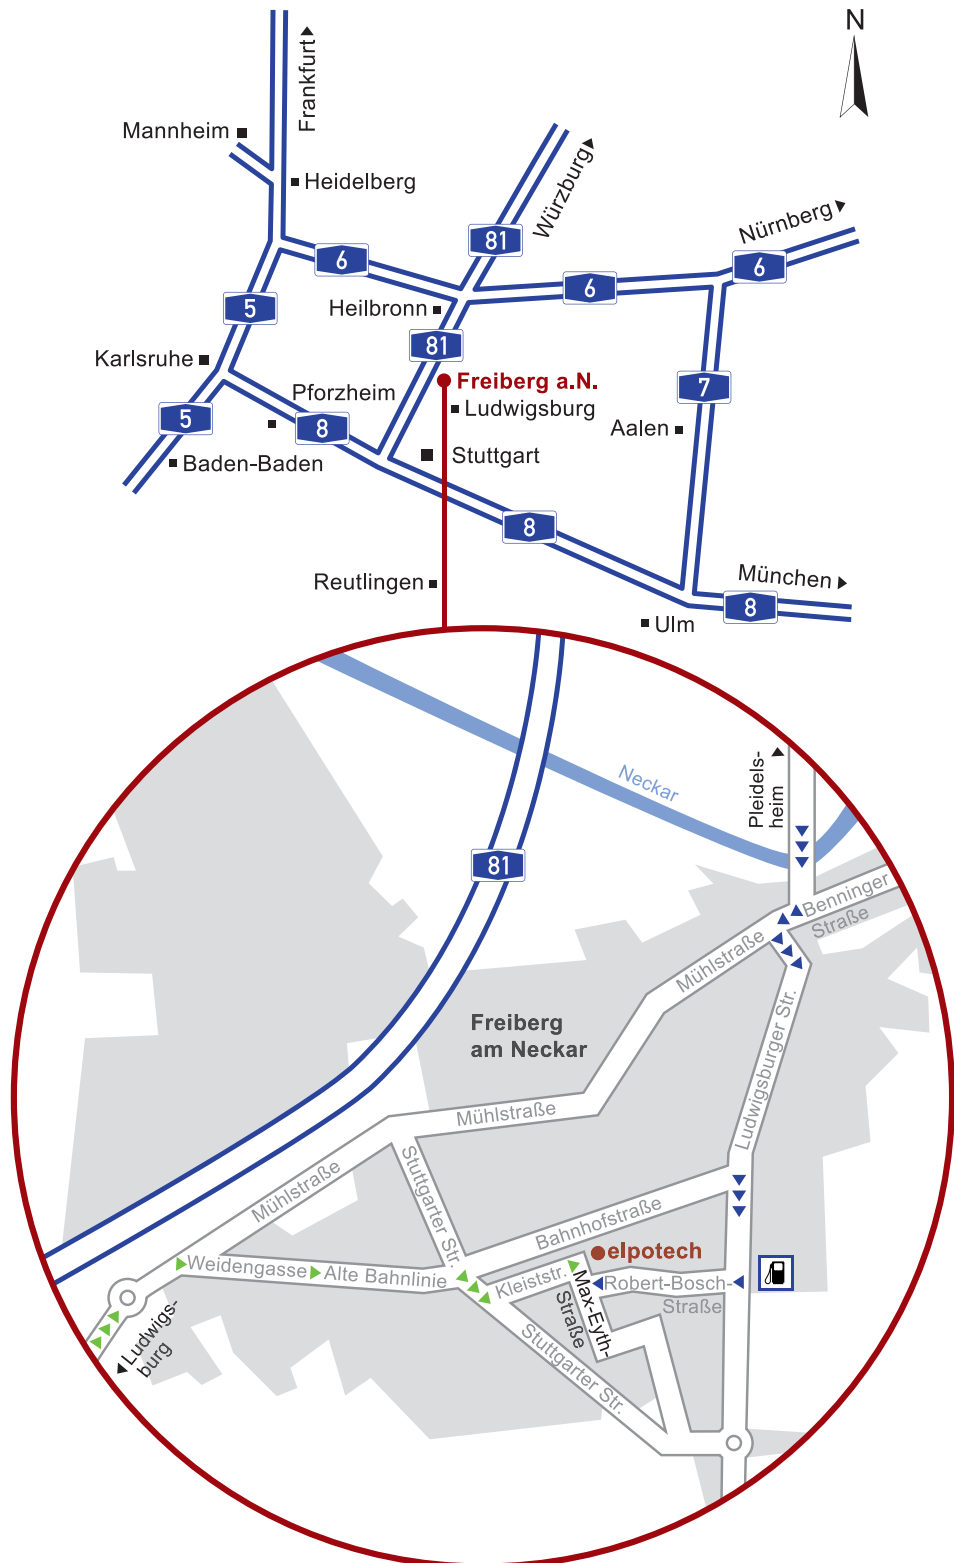 N
Frankfurt
Mannheim
Heidelberg
Würzburg
81
Nürnberg
6
6
6
5
Heilbronn
81
Karlsruhe
Freiberg a.N.
7
Pforzheim
Ludwigsburg
5
8
Aalen
Baden-Baden
Stuttgart
8
Reutlingen
München
8
Ulm
Neckar
Pleidels-
heim
81
Benninger
Straße
Mühlstraße
Ludwigsburger Str.
Freiberg
am Neckar
Mühlstraße
Mühlstraße
Stuttgarter Str.
Bahnhofstraße
elpotech
Weidengasse
Alte Bahnlinie
Kleiststr.
Robert-Bosch-
Straße
Max-Eyth-
Straße
Ludwigs-
burg
Stuttgarter Str.